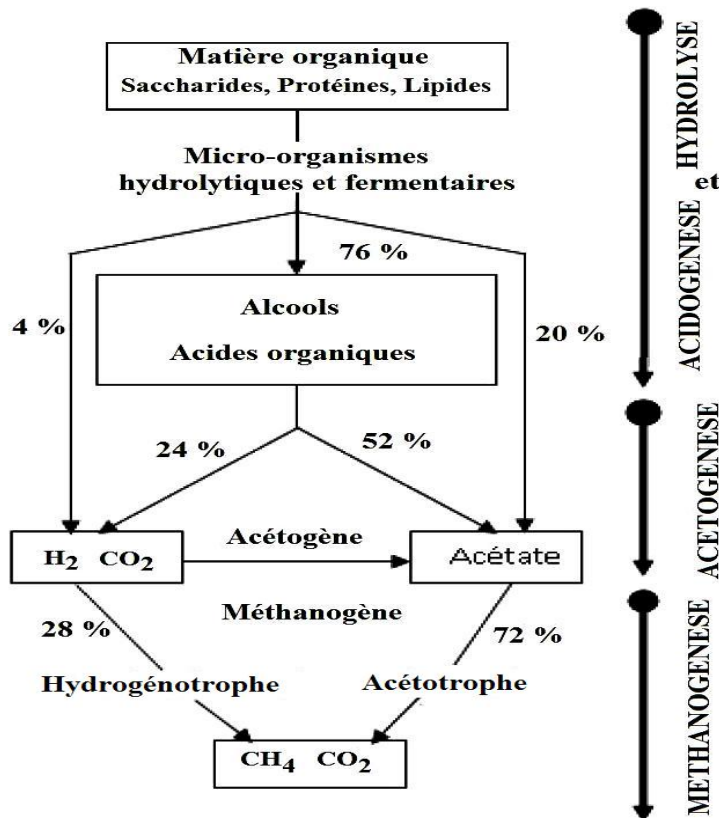 Matière organique
Saccharides, Protéines, Lipides
Micro-organismes
hydrolytiques et fermentaires
76 %
4 %
Alcools
Acides organiques
20 %
24 %
52 %
H2 CO2
Acétogène
Acétate
28 %
Méthanogène
72 %
Hydrogénotrophe
Acétotrophe
CH4 CO2
HYDROLYSE
et
ACIDOGENESE
ACETOGENESE
METHANOGENESE